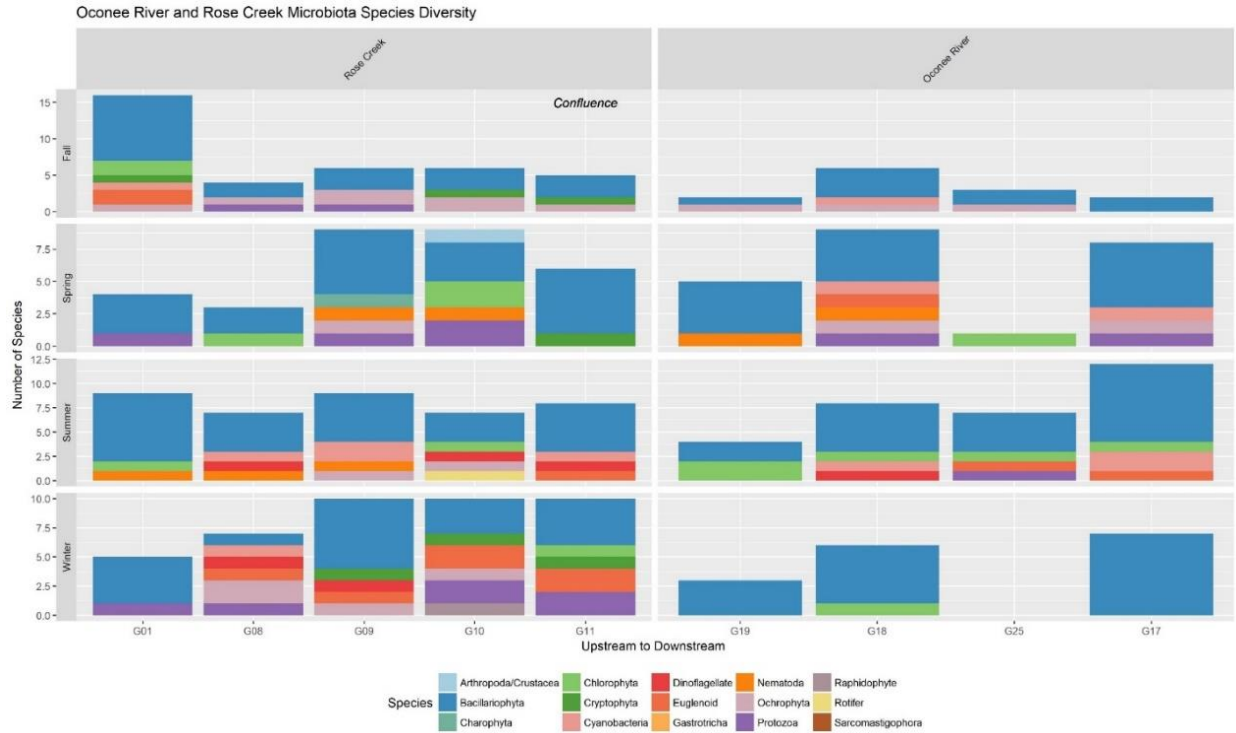 Oconee River and Rose Creek Microbiota Species Diversity
Rose Creek
Oconee River
Confluence
Number of Species
Fall
15
10
5
0
Spring
7.5
5.0
2.5
0.0
Summer
12.5
10.0
7.5
5.0
2.5
0.0
Winter
10.0
7.5
5.0
2.5
0.0
G01 G08 G09 G10 G11 G19 G18 G25 G17
Upstream to Downstream
Species
Arthropoda/Crustacea Chlorophyta Dinoflagellate Nematoda Raphidophyte
Bacillariophyta Cryptophyta Euglenoid Ochrophyta Rotifer
Charophyta Cyanobacteria Gastrotricha Protozoa Sarcomastigophora